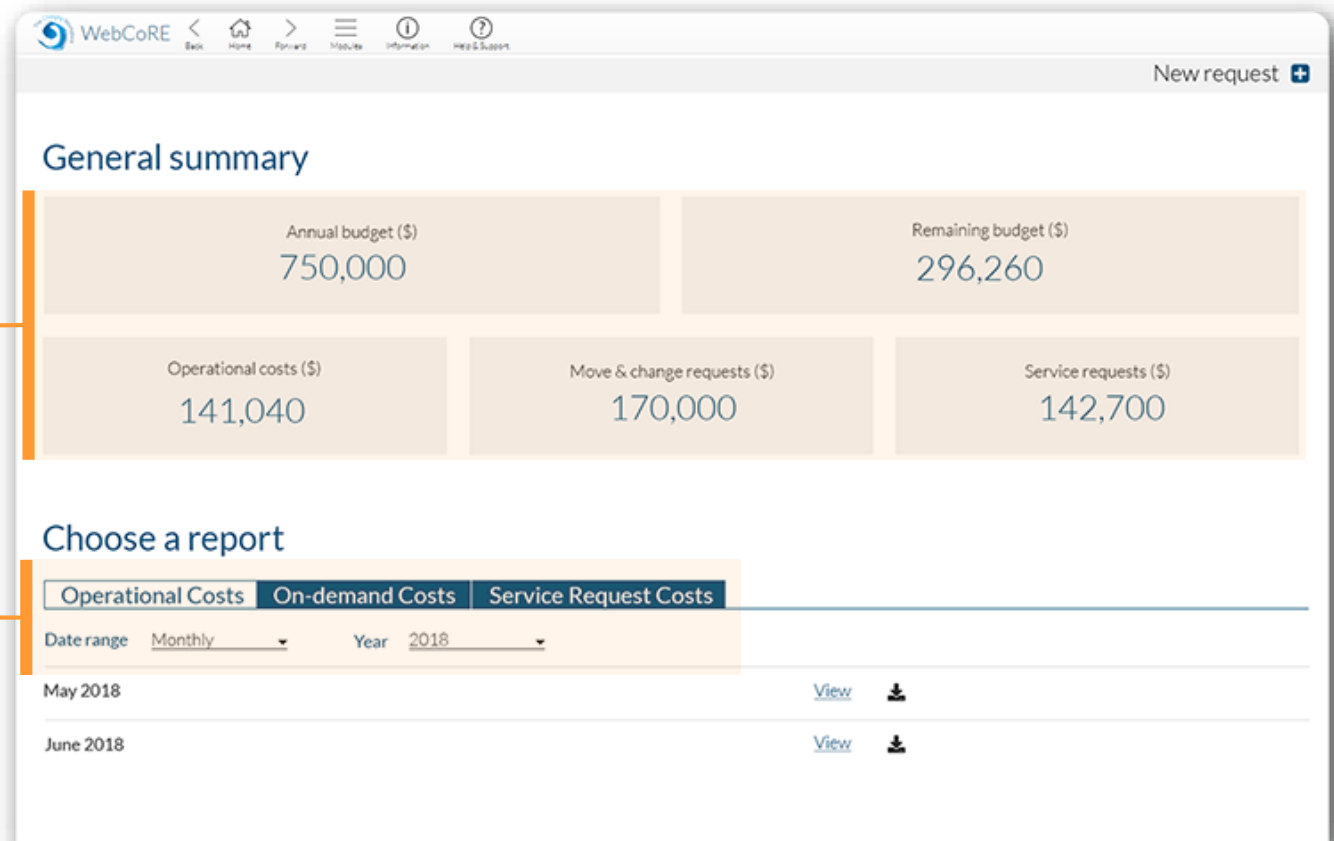 WebCoRE
Back Home Forward Modules Information Help & Support
New request
General summary
Annual budget ($) Remaining budget ($)
750,000 296,260
Operational costs ($) Move & change requests ($) Service requests ($)
141,040 170,000 142,700
Choose a report
Operational Costs On-demand Costs Service Request Costs
Date range Monthly Year 2018
May 2018 View
June 2018 View